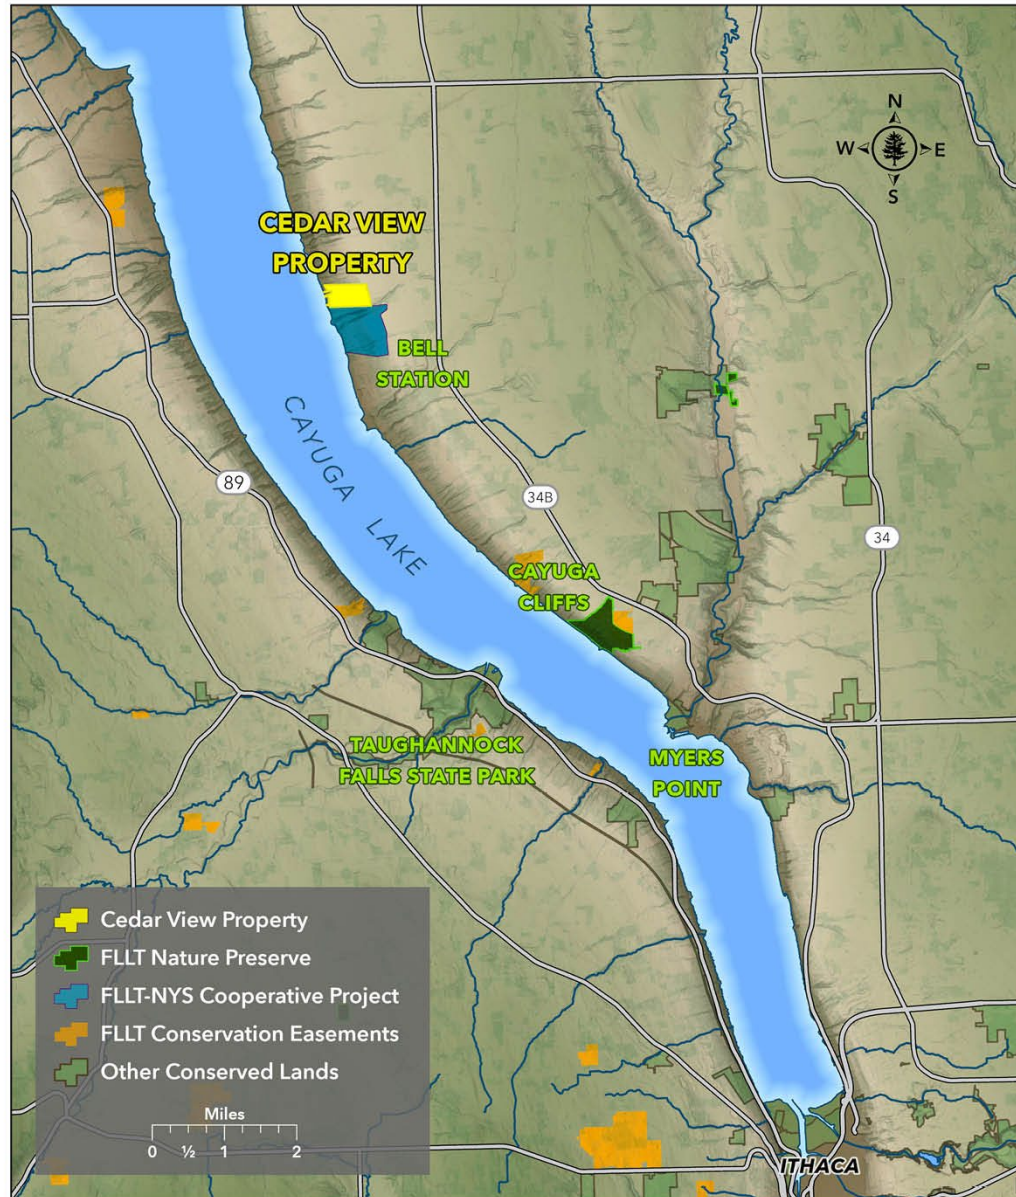 N
W E
S
CEDAR VIEW
PROPERTY
BELL
STATION
CAYUGA LAKE
89
34B
34
CAYUGA
CLIFFS
TAUGHANNOCK
FALLS STATE PARK
MYERS
POINT
Cedar View Property
FLLT Nature Preserve
FLLT-NYS Cooperative Project
FLLT Conservation Easements
Other Conserved Lands
Miles
0 ½ 1 2
ITHACA